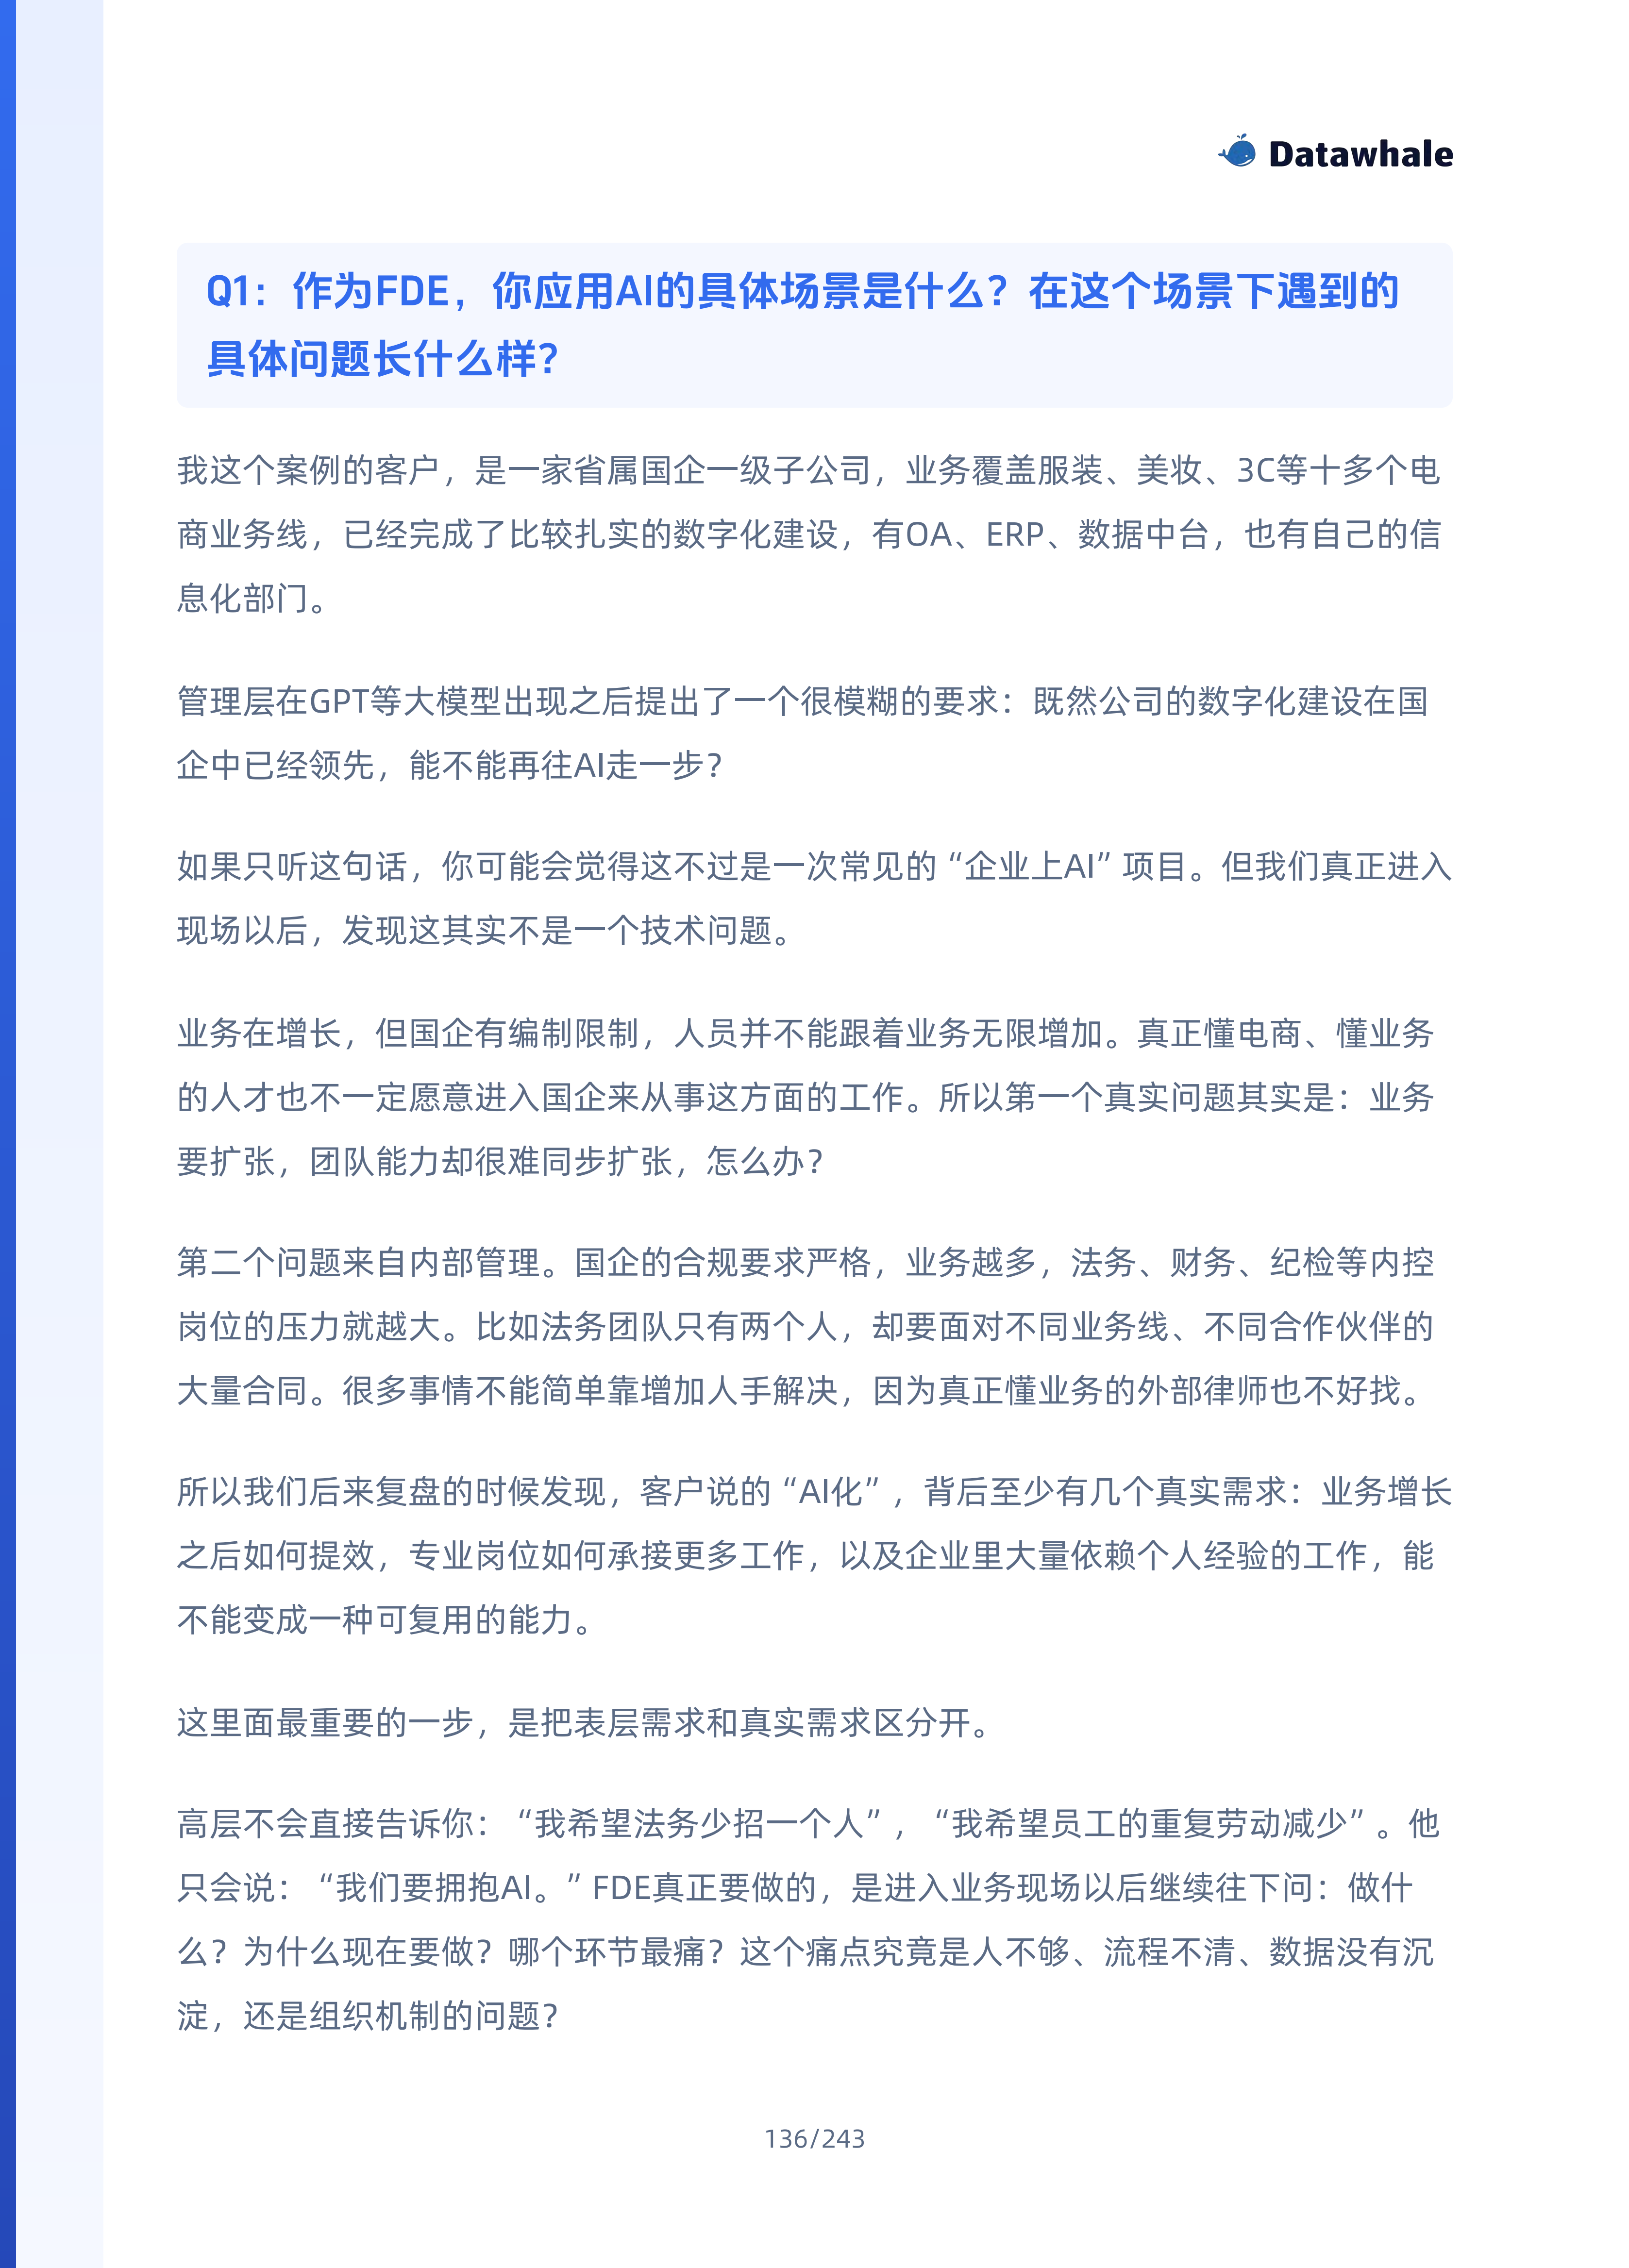 Datawhale
Q1：作为FDE，你应用AI的具体场景是什么？在这个场景下遇到的
具体问题长什么样？
我这个案例的客户，是一家省属国企一级子公司，业务覆盖服装、美妆、3C等十多个电
商业务线，已经完成了比较扎实的数字化建设，有OA、ERP、数据中台，也有自己的信
息化部门。
管理层在GPT等大模型出现之后提出了一个很模糊的要求：既然公司的数字化建设在国
企中已经领先，能不能再往AI走一步？
如果只听这句话，你可能会觉得这不过是一次常见的“企业上AI”项目。但我们真正进入
现场以后，发现这其实不是一个技术问题。
业务在增长，但国企有编制限制，人员并不能跟着业务无限增加。真正懂电商、懂业务
的人才也不一定愿意进入国企来从事这方面的工作。所以第一个真实问题其实是：业务
要扩张，团队能力却很难同步扩张，怎么办？
第二个问题来自内部管理。国企的合规要求严格，业务越多，法务、财务、纪检等内控
岗位的压力就越大。比如法务团队只有两个人，却要面对不同业务线、不同合作伙伴的
大量合同。很多事情不能简单靠增加人手解决，因为真正懂业务的外部律师也不好找。
所以我们后来复盘的时候发现，客户说的“AI化”，背后至少有几个真实需求：业务增长
之后如何提效，专业岗位如何承接更多工作，以及企业里大量依赖个人经验的工作，能
不能变成一种可复用的能力。
这里面最重要的一步，是把表层需求和真实需求区分开。
高层不会直接告诉你：“我希望法务少招一个人”，“我希望员工的重复劳动减少”。他
只会说：“我们要拥抱AI。”FDE真正要做的，是进入业务现场以后继续往下问：做什
么？为什么现在要做？哪个环节最痛？这个痛点究竟是人不够、流程不清、数据没有沉
淀，还是组织机制的问题？
136/243